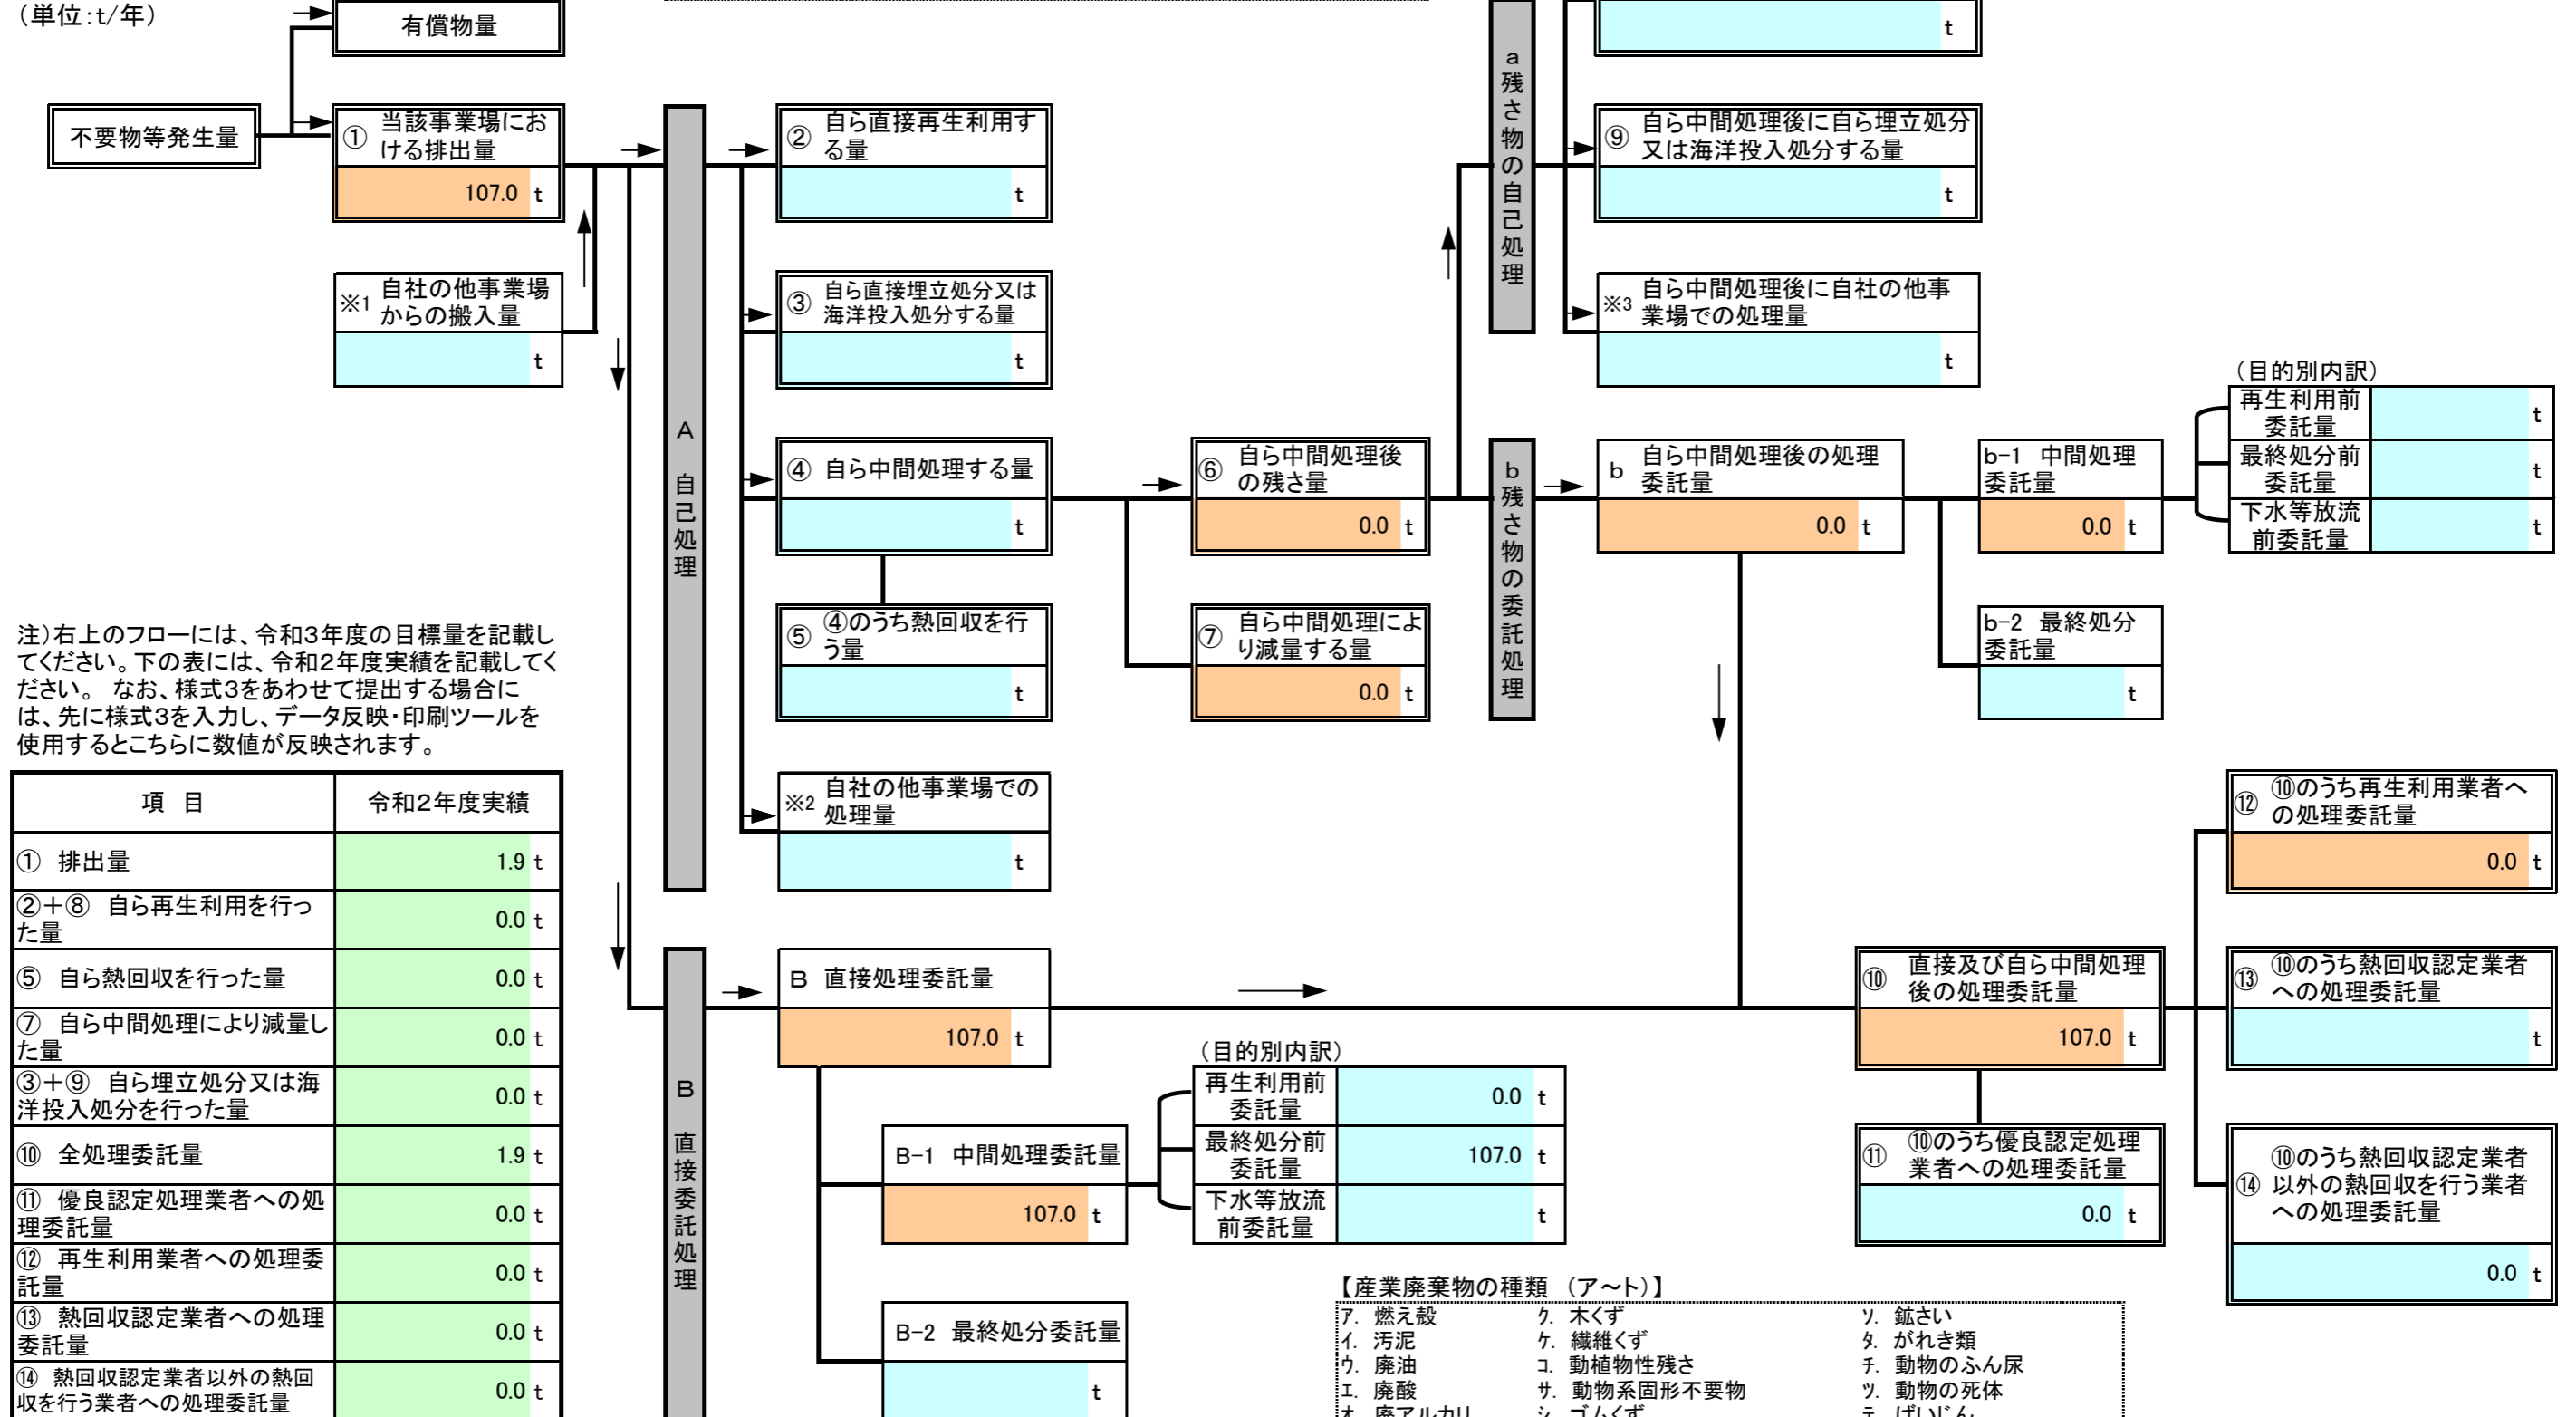 （単位：t/年）
有償物量
不要物等発生量
① 当該事業場にお
ける排出量
107.0 t
※1 自社の他事業場
からの搬入量
t
A 自己処理
② 自ら直接再生利用す
る量
t
③ 自ら直接埋立処分又は
海洋投入処分する量
t
④ 自ら中間処理する量
t
⑤ ④のうち熱回収を行
う量
t
※2 自社の他事業場での
処理量
t
⑥ 自ら中間処理後
の残さ量
0.0 t
⑦ 自ら中間処理によ
り減量する量
0.0 t
a 残さ物の自己処理
t
⑨ 自ら中間処理後に自ら埋立処分
又は海洋投入処分する量
t
※3 自ら中間処理後に自社の他事
業場での処理量
t
b 残さ物の委託処理
b 自ら中間処理後の処理
委託量
0.0 t
b-1 中間処理
委託量
0.0 t
（目的別内訳）
再生利用前
委託量
t
最終処分前
委託量
t
下水等放流
前委託量
t
b-2 最終処分
委託量
t
注）右上のフローには、令和３年度の目標量を記載し
てください。下の表には、令和２年度実績を記載してく
ださい。 なお、様式３をあわせて提出する場合に
は、先に様式３を入力し、データ反映・印刷ツールを
使用するとこちらに数値が反映されます。
項 目 令和２年度実績
① 排出量 1.9 t
②＋⑧ 自ら再生利用を行っ
た量 0.0 t
⑤ 自ら熱回収を行った量 0.0 t
⑦ 自ら中間処理により減量し
た量 0.0 t
③＋⑨ 自ら埋立処分又は海
洋投入処分を行った量 0.0 t
⑩ 全処理委託量 1.9 t
⑪ 優良認定処理業者への処
理委託量 0.0 t
⑫ 再生利用業者への処理委
託量 0.0 t
⑬ 熱回収認定業者への処理
委託量 0.0 t
⑭ 熱回収認定業者以外の熱回
収を行う業者への処理委託量 0.0 t
B 直接委託処理
B 直接処理委託量
107.0 t
B-1 中間処理委託量
107.0 t
（目的別内訳）
再生利用前
委託量
0.0 t
最終処分前
委託量
107.0 t
下水等放流
前委託量
t
B-2 最終処分委託量
t
⑩ 直接及び自ら中間処理
後の処理委託量
107.0 t
⑪ ⑩のうち優良認定処理
業者への処理委託量
0.0 t
⑫ ⑩のうち再生利用業者へ
の処理委託量
0.0 t
⑬ ⑩のうち熱回収認定業者
への処理委託量
t
⑭ ⑩のうち熱回収認定業者
以外の熱回収を行う業者
への処理委託量
0.0 t
【産業廃棄物の種類 （ア～ト）】
ｱ. 燃え殻 ｸ. 木くず ｿ. 鉱さい
ｲ. 汚泥 ｹ. 繊維くず ﾀ. がれき類
ｳ. 廃油 ｺ. 動植物性残さ ﾁ. 動物のふん尿
ｴ. 廃酸 ｻ. 動物系固形不要物 ﾂ. 動物の死体
ｵ. 廃アルカリ ｼ. ゴムくず ﾃ. ばいじん